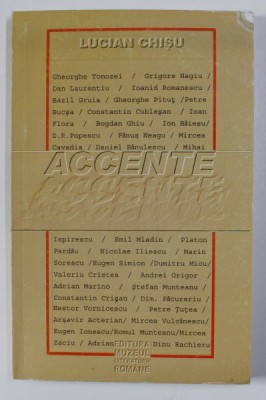 LUCIAN CHIȘU
Gheorghe Tomozei / Grigore Hagiu /
Dan Laurențiu / Ioanid Romanescu /
Bazil Gruia / Gheorghe Pituț /Petre
Bucșa / Constantin Cubleșan / Ioan
Flora / Bogdan Ghiu / Ion Băieșu/
D.R.Popescu / Fănuș Neagu / Mircea
Cavadia / Daniel Bănulescu / Mihai
ACCENTE
ACCENTE
Ispirescu / Emil Mladin / Platon
Pardău / Nicolae Iliescu / Marin
Sorescu /Eugen Simion /Dumitru Micu/
Valeriu Cristea / Andrei Grigor /
Adrian Marino / Ștefan Munteanu /
Constantin Crișan / Dim. Păcurariu /
Nestor Vornicescu / Petre Țuțea /
Arșavir Acterian/ Mircea Vulcănescu/
Eugen Ionescu/Romul Munteanu/Mircea
Zaciu / Adrian Dinu Rachieru
EDITURA
MUZEUL
LITERATURII
ROMÂNE